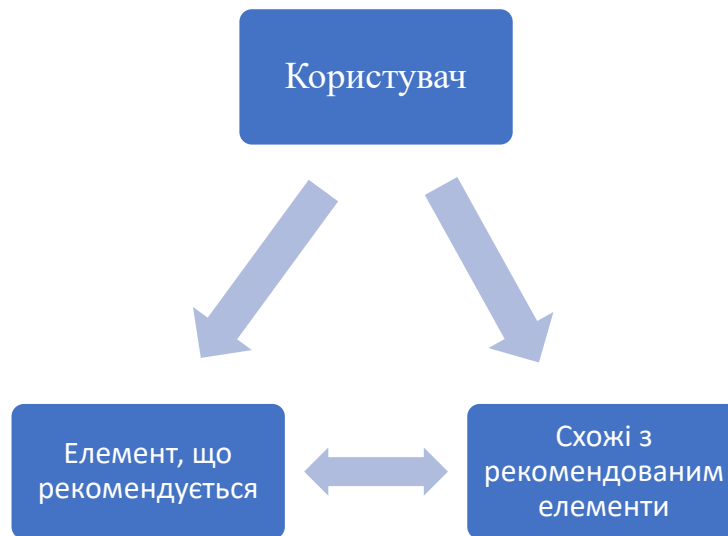 Користувач
Елемент, що
рекомендується
Схожі з
рекомендованим
елементи